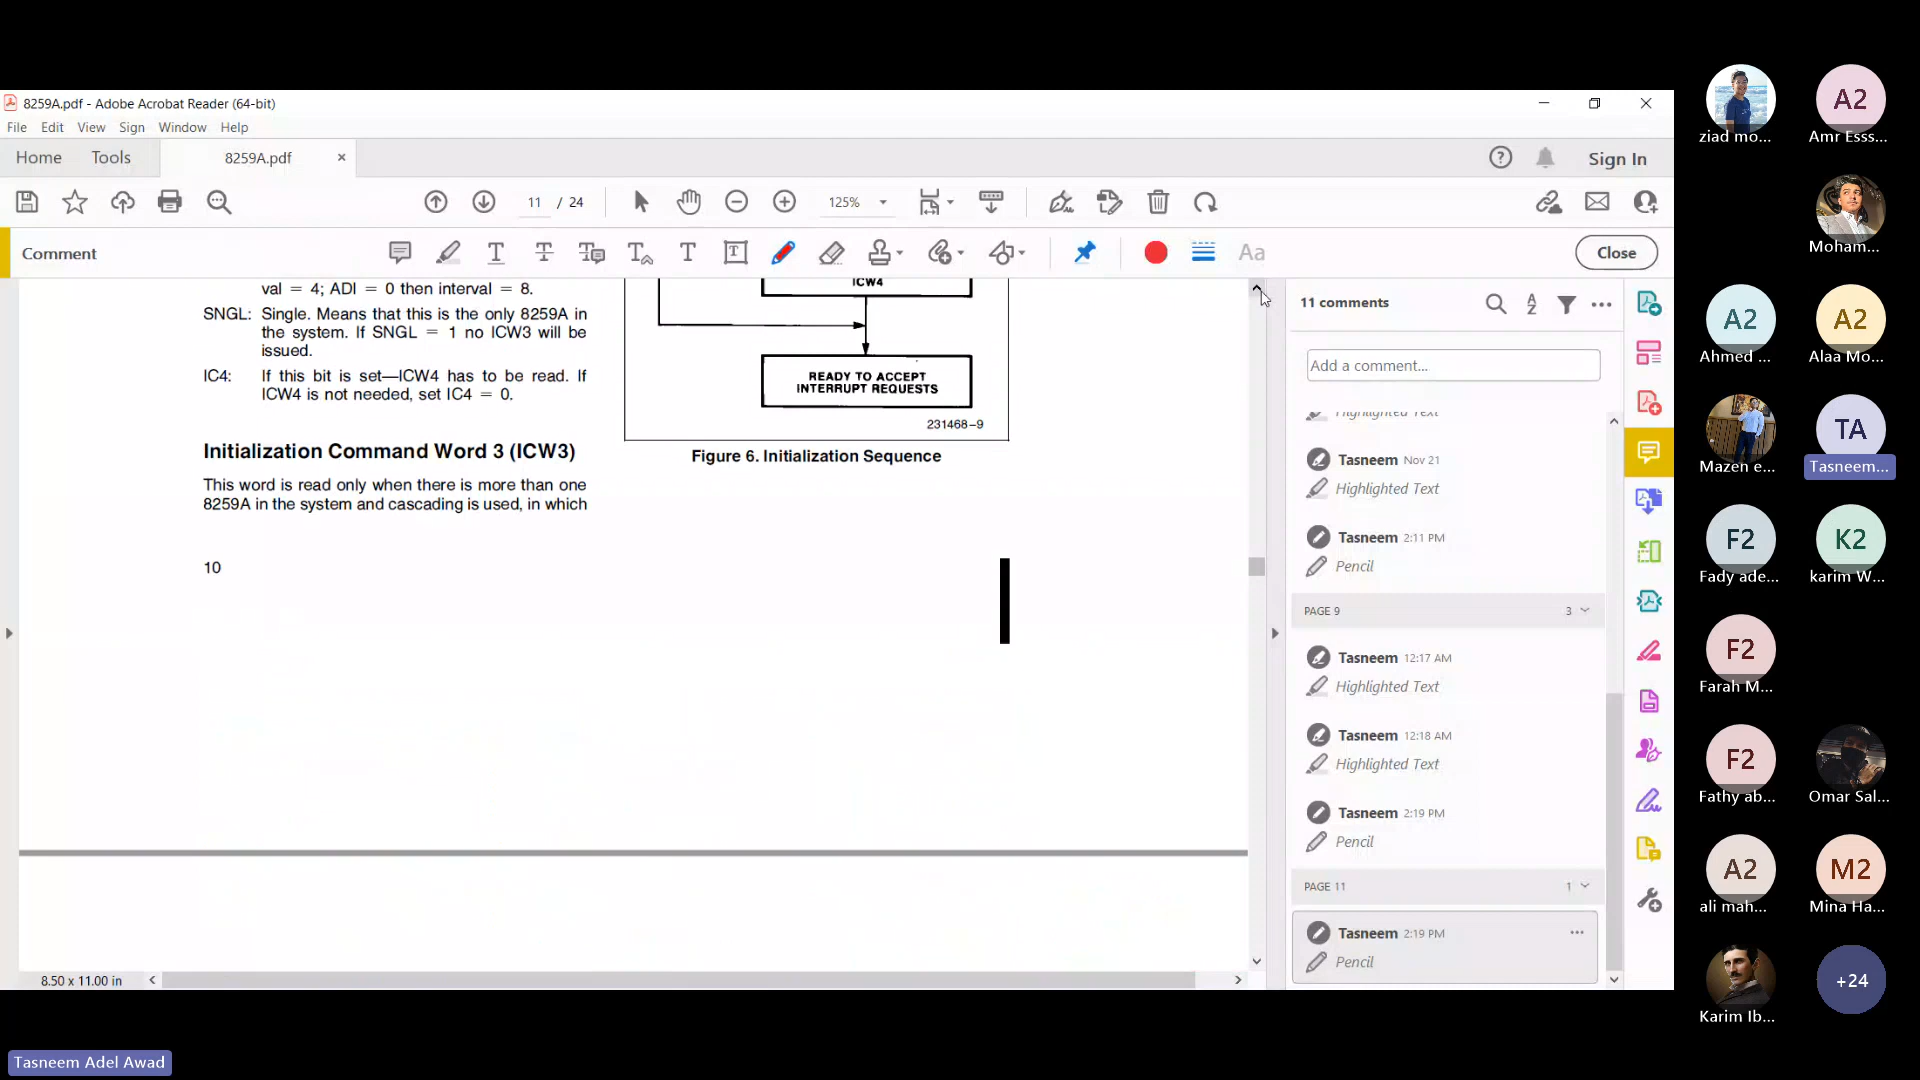 8259A.pdf - Adobe Acrobat Reader (64-bit)
File Edit View Sign Window Help
Home Tools 8259A.pdf
Sign In
11 / 24
125%
Comment
Aa
Close
val = 4; ADI = 0 then interval = 8.
SNGL: Single. Means that this is the only 8259A in
the system. If SNGL = 1 no ICW3 will be
issued.
IC4: If this bit is set—ICW4 has to be read. If
ICW4 is not needed, set IC4 = 0.
Initialization Command Word 3 (ICW3)
This word is read only when there is more than one
8259A in the system and cascading is used, in which
10
ICW4
READY TO ACCEPT
INTERRUPT REQUESTS
231468–9
Figure 6. Initialization Sequence
8.50 x 11.00 in
11 comments
Add a comment...
Highlighted Text
Tasneem Nov 21
Highlighted Text
Tasneem 2:11 PM
Pencil
PAGE 9 3
Tasneem 12:17 AM
Highlighted Text
Tasneem 12:18 AM
Highlighted Text
Tasneem 2:19 PM
Pencil
PAGE 11 1
Tasneem 2:19 PM
Pencil
ziad mo...
A2
Amr Esss...
Moham...
A2
Ahmed ...
A2
Alaa Mo...
Mazen e...
TA
Tasneem...
F2
Fady ade...
K2
karim W...
F2
Farah M...
F2
Fathy ab...
Omar Sal...
A2
ali mah...
M2
Mina Ha...
Karim Ib...
+24
Tasneem Adel Awad